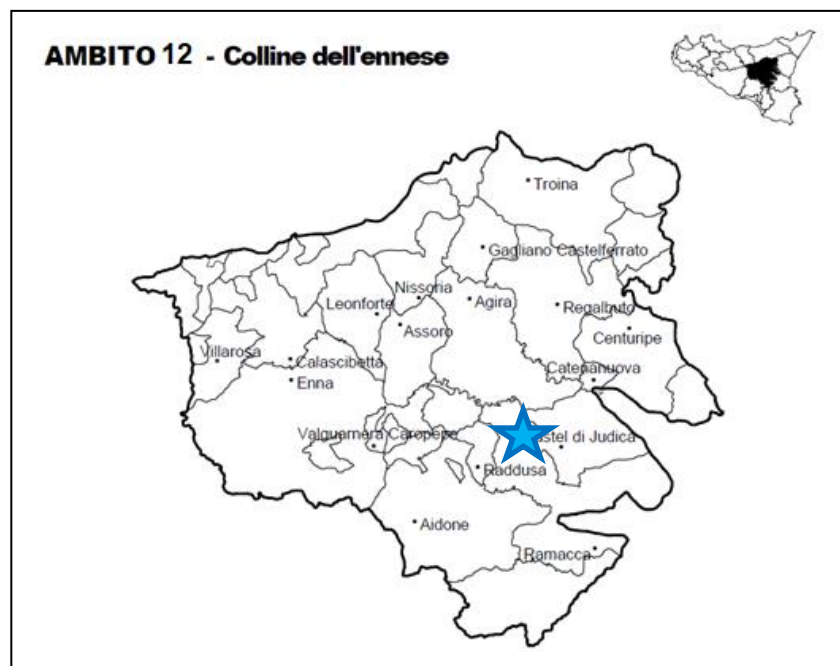 AMBITO 12 - Colline dell'ennese
Troina
Gagliano Castelferrato
Nissoria
Leonforte
Agira
Regalbuto
Assoro
Centuripe
Villarosa
Calascibetta
Enna
Catenanuova
Valguarnera Caropepe
astel di Judica
Raddusa
Aidone
Ramacca